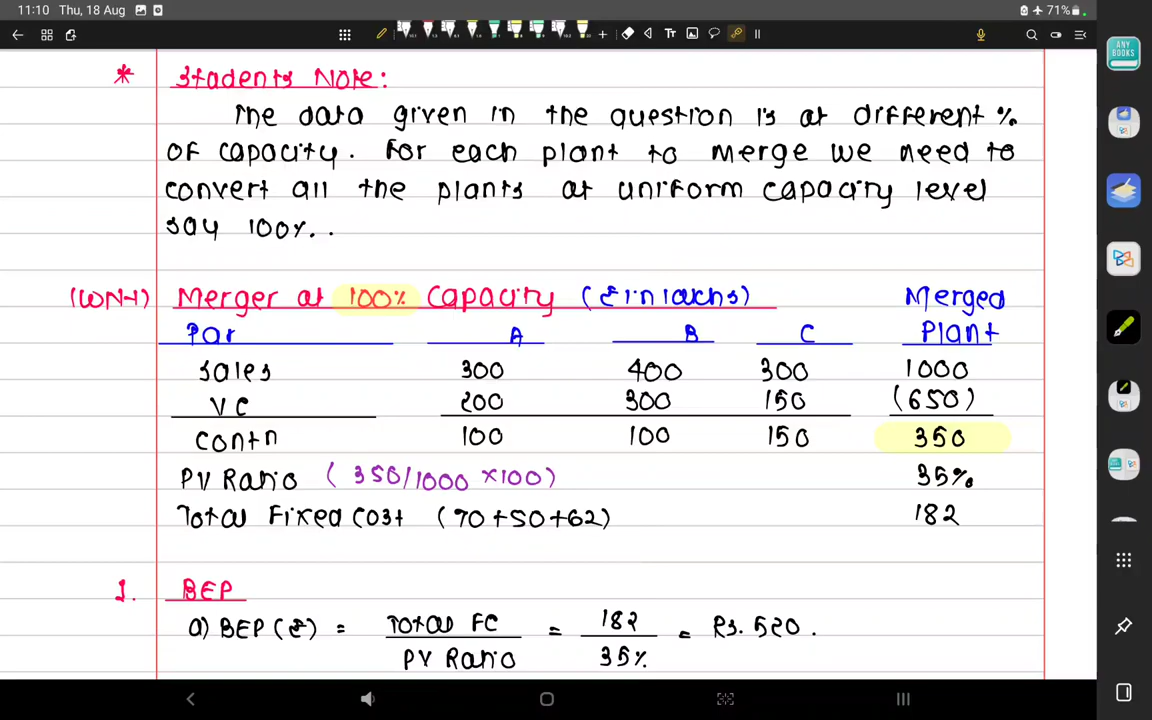 11:10 Thu, 18 Aug
71%
Tт
ANY BOOKS
* Students Note:
The data given in the question is at different %
of capacity. For each plant to merge we need to
convert all the plants at uniform capacity level
say 100%..
(WN-1) Merger at 100% Capacity (₹ in lachs) Merged
Par A B C Plant
Sales 300 400 300 1000
VC 200 300 150 (650)
Contn 100 100 150 350
PV Ratio (350/1000 ×100) 35%
Total Fixed Cost (70+50+62) 182
1. BEP
a) BEP (₹) = Total FC / PV Ratio = 182 / 35% = Rs. 520.